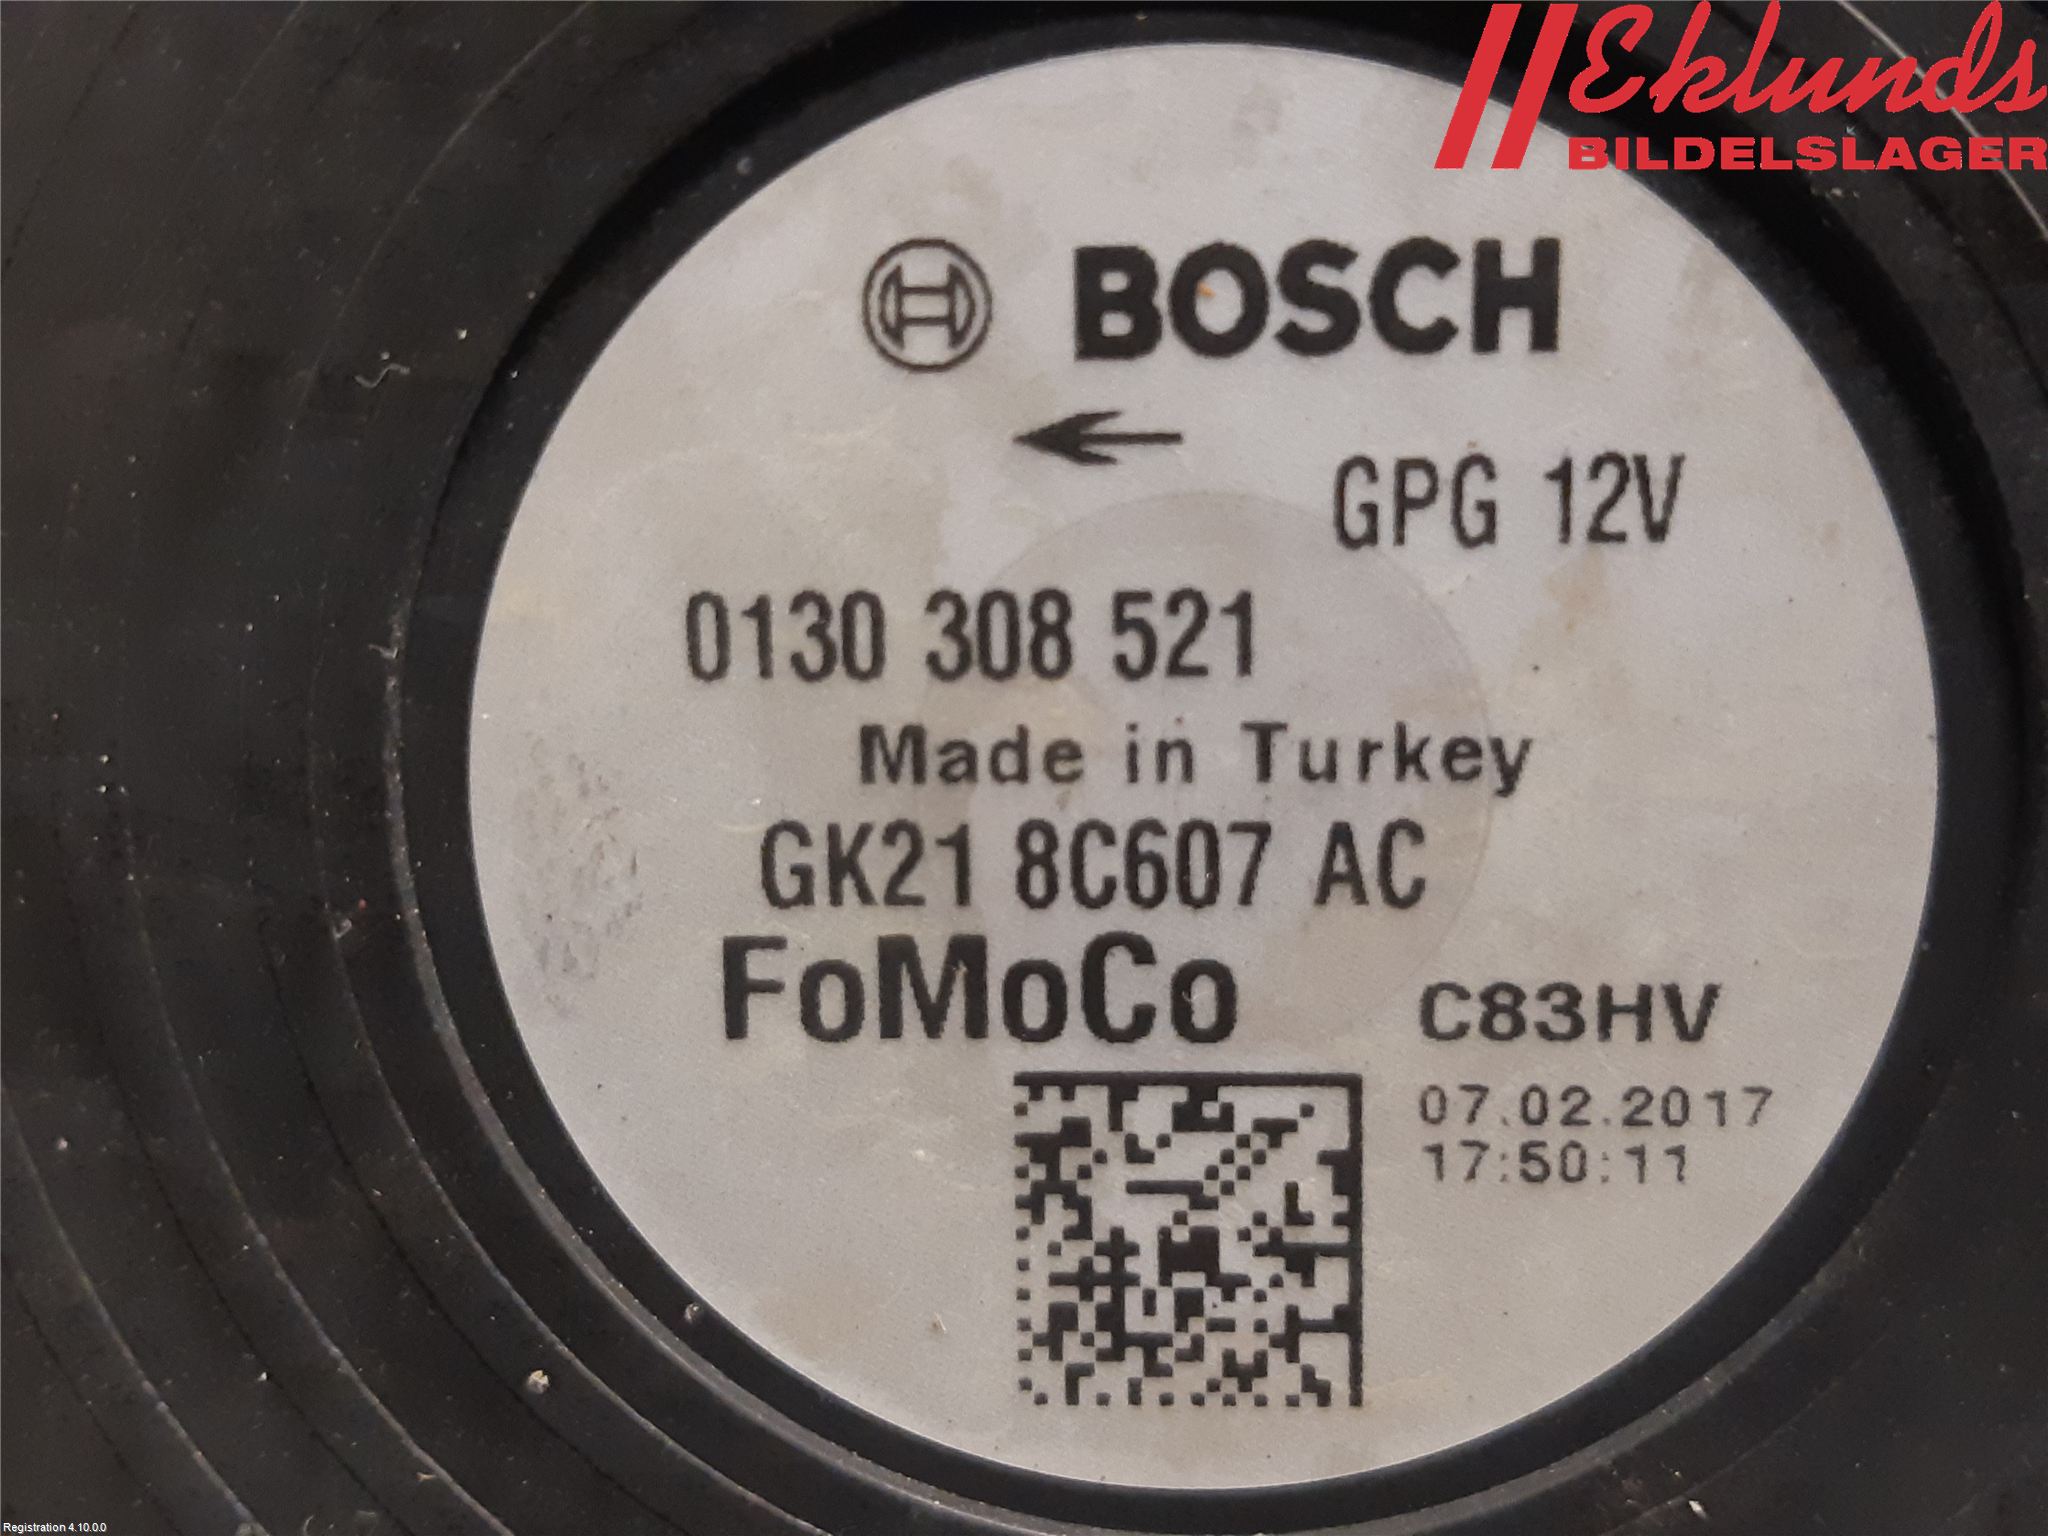 Eklunds
BILDELSLAGER
BOSCH
GPG 12V
0130 308 521
Made in Turkey
GK21 8C607 AC
FoMoCo
C83HV
07.02.2017
17:50:11
Registration 4.10.0.0